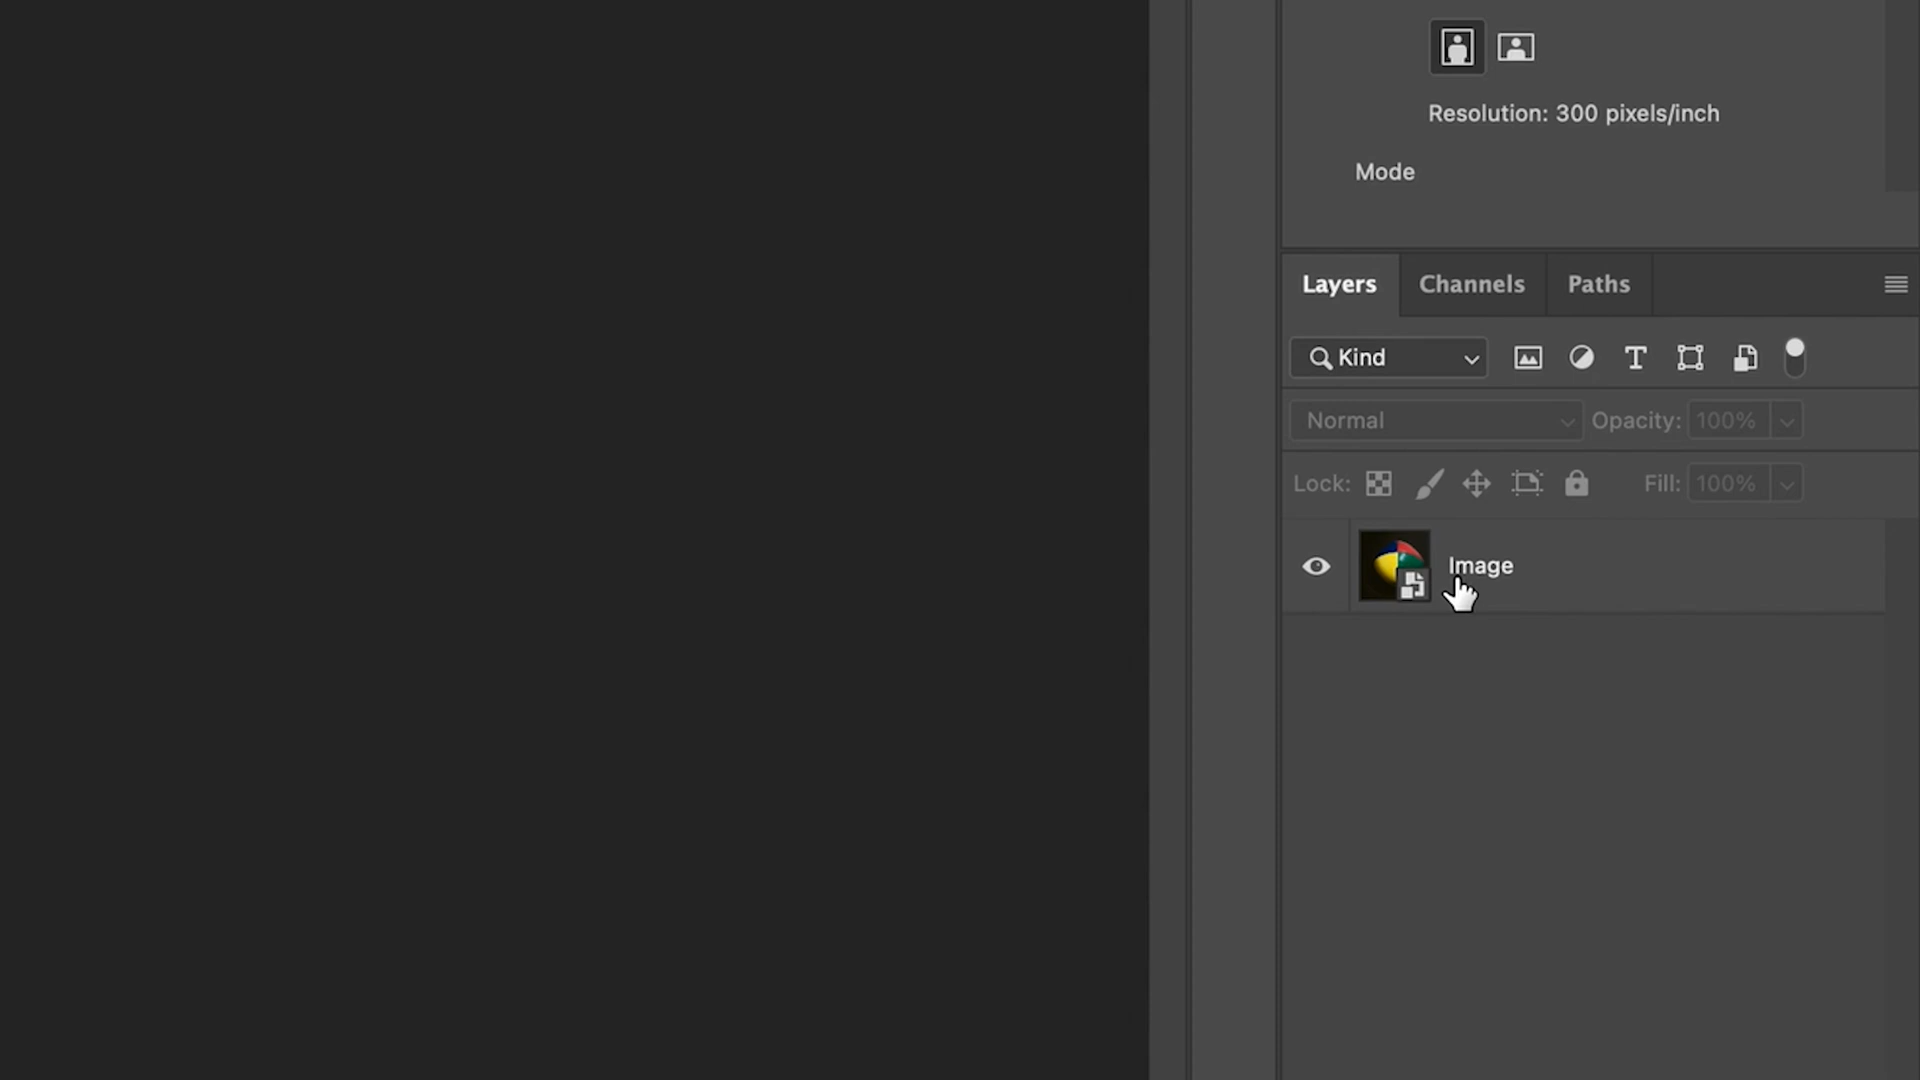 Resolution: 300 pixels/inch
Mode
Layers Channels Paths
Kind
Normal Opacity: 100%
Lock: Fill: 100%
Image